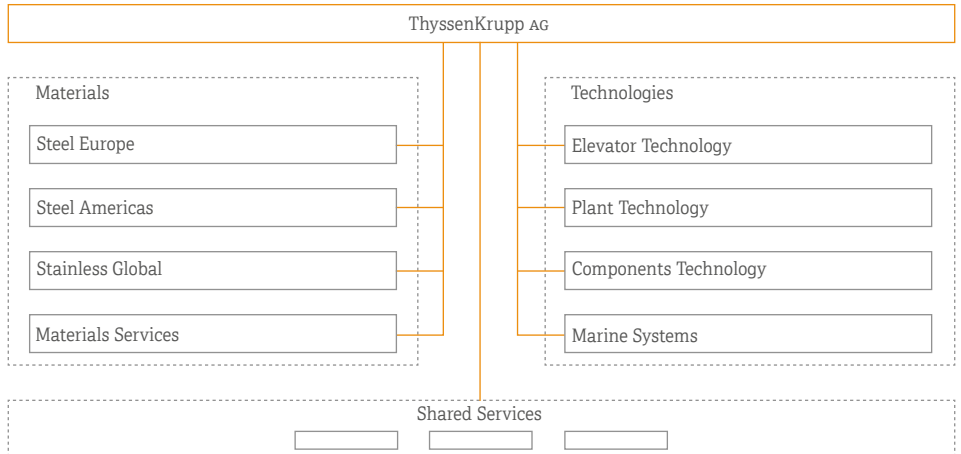 ThyssenKrupp AG
Materials
Steel Europe
Steel Americas
Stainless Global
Materials Services
Technologies
Elevator Technology
Plant Technology
Components Technology
Marine Systems
Shared Services